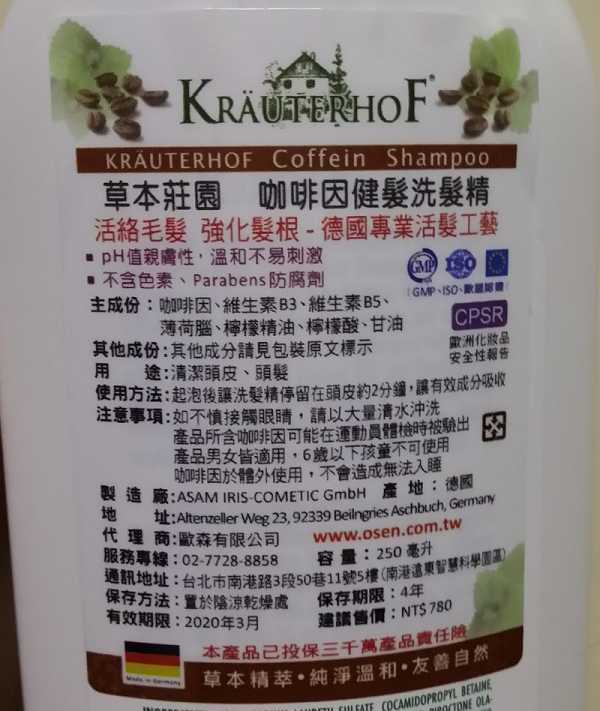 KRÄUTERHOF®
KRÄUTERHOF Coffein Shampoo
草本莊園 咖啡因健髮洗髮精
活絡毛髮 強化髮根 - 德國專業活髮工藝
▪ pH值親膚性，溫和不易刺激
▪ 不含色素、Parabens防腐劑
GMP ISO
GMP、ISO、歐盟認證
主成份：咖啡因、維生素B3、維生素B5、
薄荷腦、檸檬精油、檸檬酸、甘油
CPSR
歐洲化妝品
安全性報告
其他成份:其他成分請見包裝原文標示
用 途:清潔頭皮、頭髮
使用方法:起泡後讓洗髮精停留在頭皮約2分鐘，讓有效成分吸收
注意事項:如不慎接觸眼睛，請以大量清水沖洗
產品所含咖啡因可能在運動員體檢時被驗出
產品男女皆適用，6歲以下孩童不可使用
咖啡因於體外使用，不會造成無法入睡
製 造 廠:ASAM IRIS-COMETIC GmbH 產 地：德國
地 址:Altenzeller Weg 23, 92339 Beilngries Aschbuch, Germany
代 理 商:歐森有限公司 www.osen.com.tw
服務專線：02-7728-8858 容 量：250 毫升
通訊地址：台北市南港路3段50巷11號5樓(南港遠東智慧科學園區)
保存方法：置於陰涼乾燥處 保存期限：4年
有效期限：2020年3月 建議售價：NT$780
本產品已投保三千萬產品責任險
Made in Germany
草本精萃•純淨溫和•友善自然
SULFATE, COCAMIDOPROPYL BETAINE,
PIROCTONE OLA-